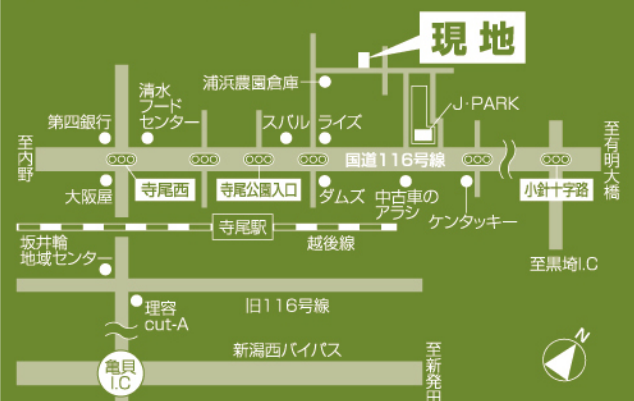 現地
浦浜農園倉庫
J・PARK
清水
フード
センター
第四銀行
スバル
ライズ
至内野
国道116号線
至有明大橋
大阪屋
寺尾西
寺尾公園入口
ダムズ
中古車の
アラシ
ケンタッキー
小針十字路
寺尾駅
越後線
坂井輪
地域センター
至黒埼I.C
理容
cut-A
旧116号線
新潟西バイパス
亀貝
I.C
至新発田
N